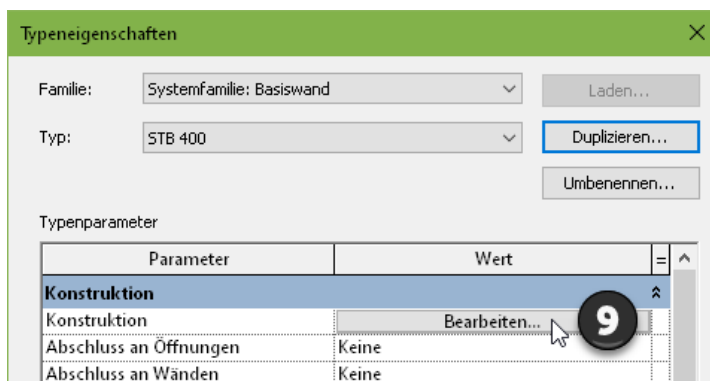 Typeneigenschaften
Familie: Systemfamilie: Basiswand Laden...
Typ: STB 400 Duplizieren...
Umbenennen...
Typenparameter
Parameter Wert =
Konstruktion
Konstruktion Bearbeiten... 9
Abschluss an Öffnungen Keine
Abschluss an Wänden Keine